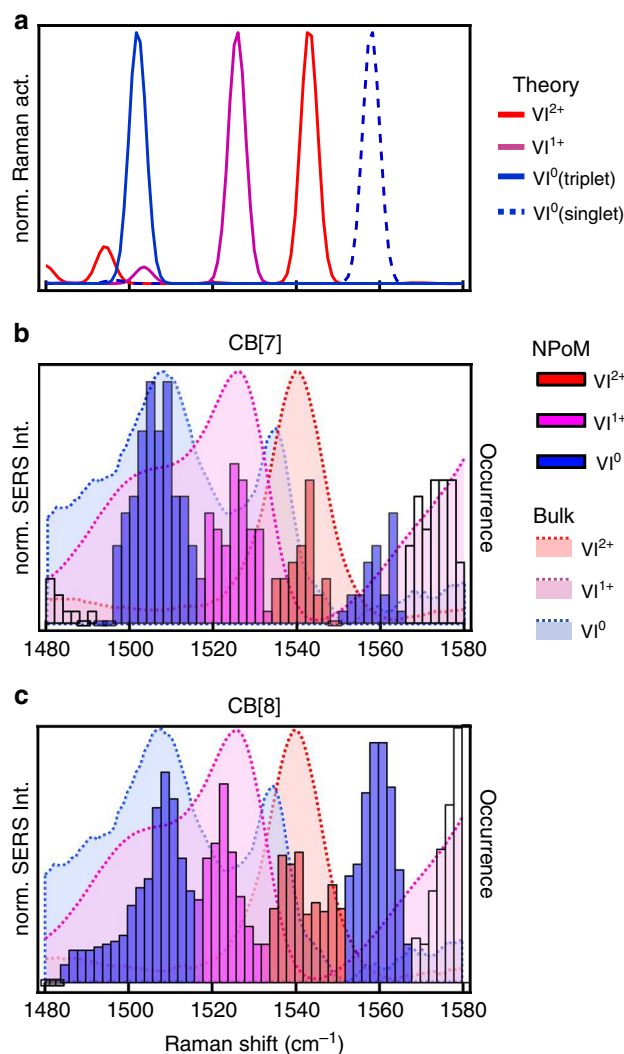 a
norm. Raman act.
Theory
VI²⁺
VI¹⁺
VI⁰(triplet)
VI⁰(singlet)
b
CB[7]
norm. SERS Int.
Occurrence
1480 1500 1520 1540 1560 1580
NPoM
VI²⁺
VI¹⁺
VI⁰
Bulk
VI²⁺
VI¹⁺
VI⁰
c
CB[8]
norm. SERS Int.
Occurrence
1480 1500 1520 1540 1560 1580
Raman shift (cm⁻¹)